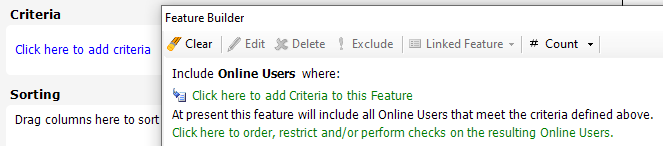 Criteria
Click here to add criteria
Sorting
Drag columns here to sort
Feature Builder
Clear Edit Delete Exclude Linked Feature # Count
Include Online Users where:
Click here to add Criteria to this Feature
At present this feature will include all Online Users that meet the criteria defined above.
Click here to order, restrict and/or perform checks on the resulting Online Users.